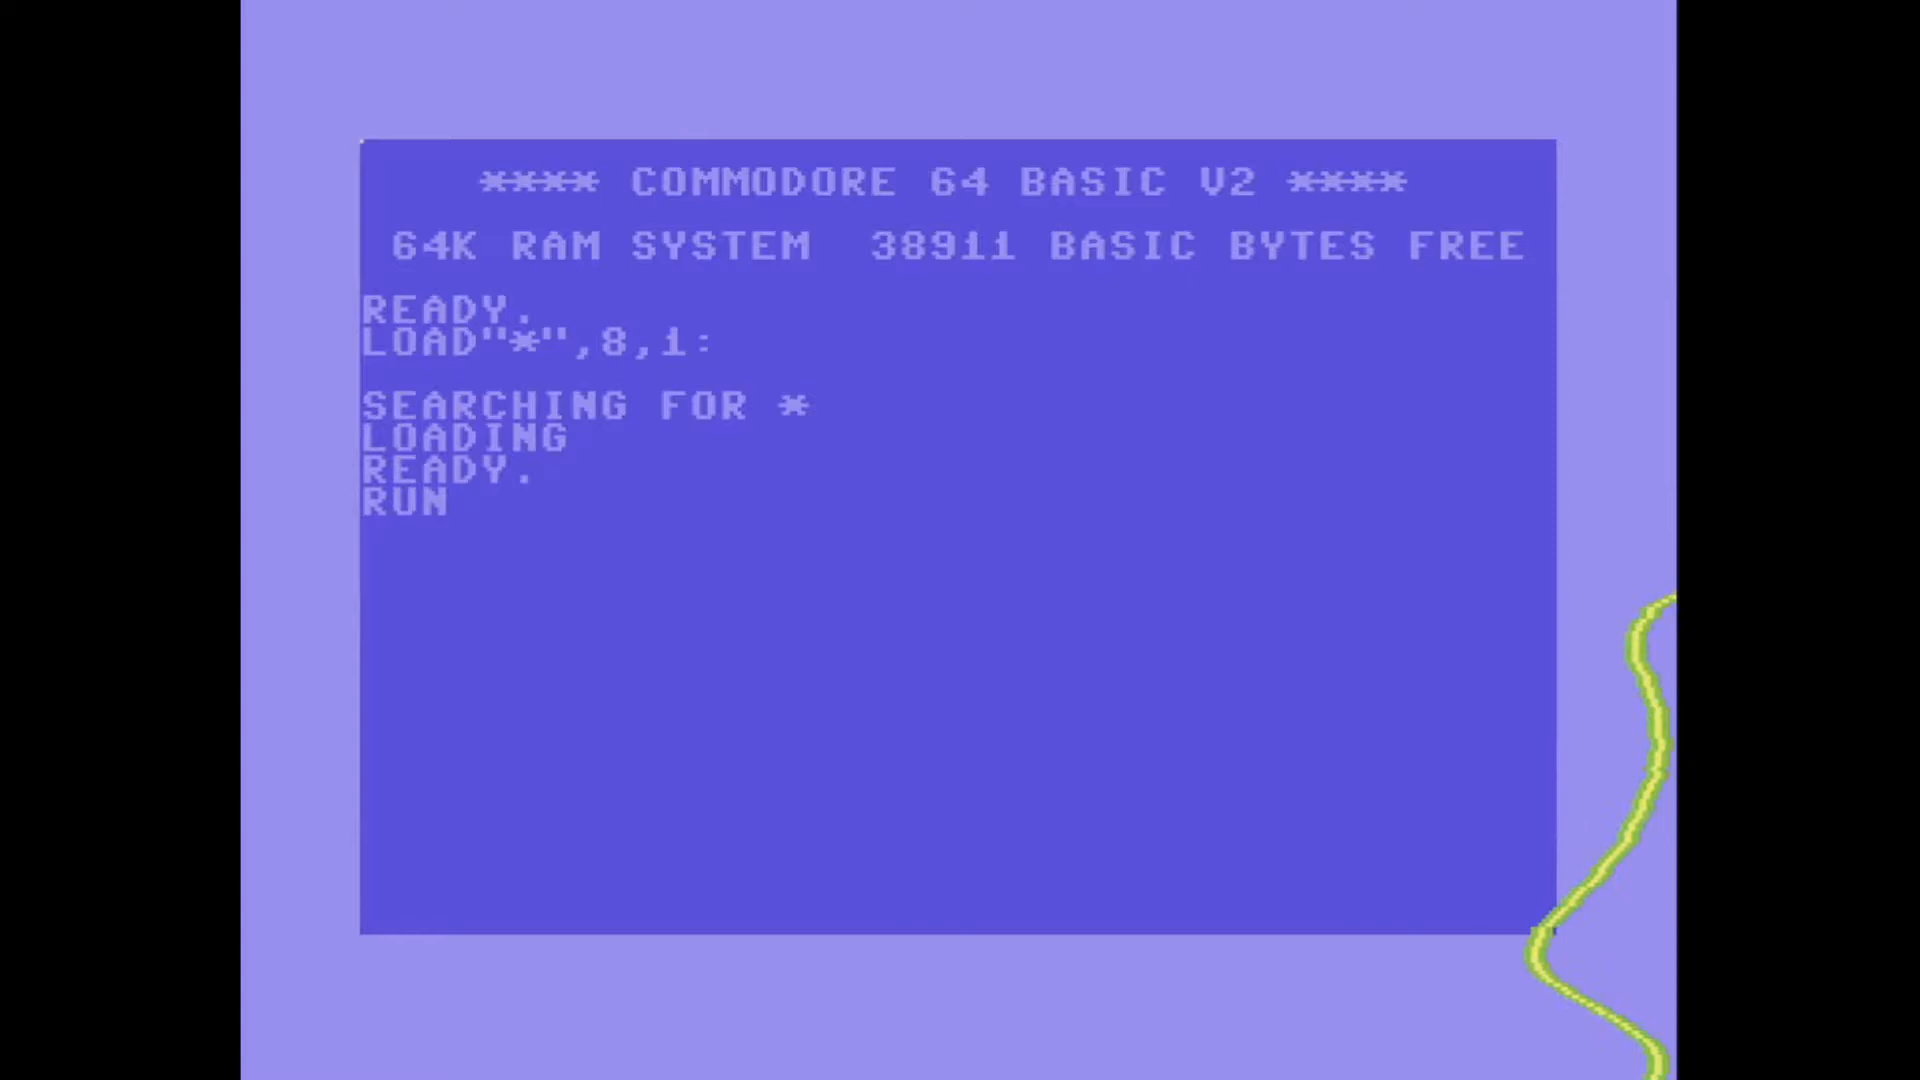 **** COMMODORE 64 BASIC V2 ****
64K RAM SYSTEM  38911 BASIC BYTES FREE
READY.
LOAD"*",8,1:
SEARCHING FOR *
LOADING
READY.
RUN